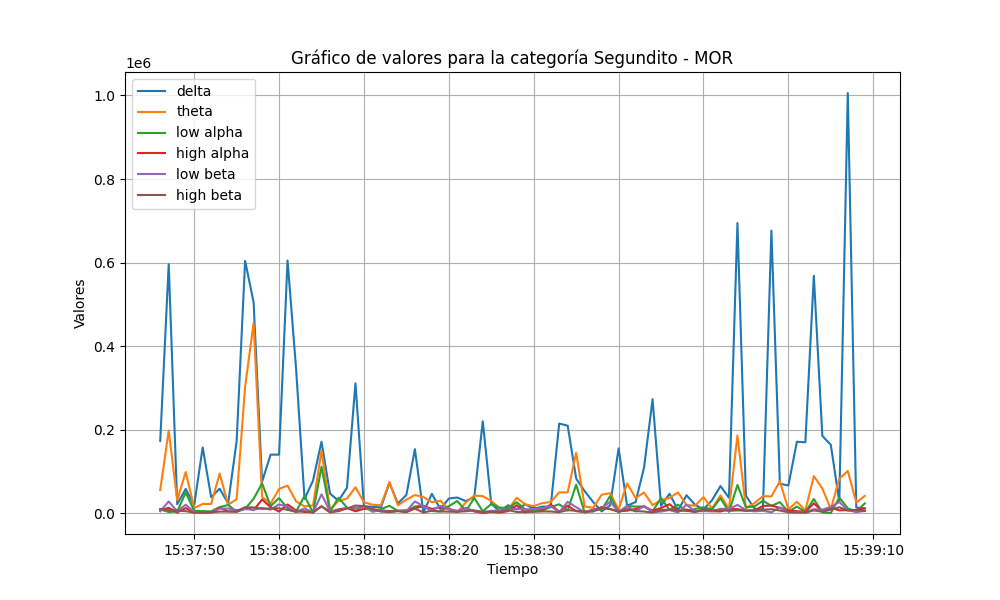 Gráfico de valores para la categoría Segundito - MOR
1e6
delta
theta
low alpha
high alpha
low beta
high beta
1.0
0.8
0.6
0.4
0.2
0.0
Valores
15:37:50 15:38:00 15:38:10 15:38:20 15:38:30 15:38:40 15:38:50 15:39:00 15:39:10
Tiempo